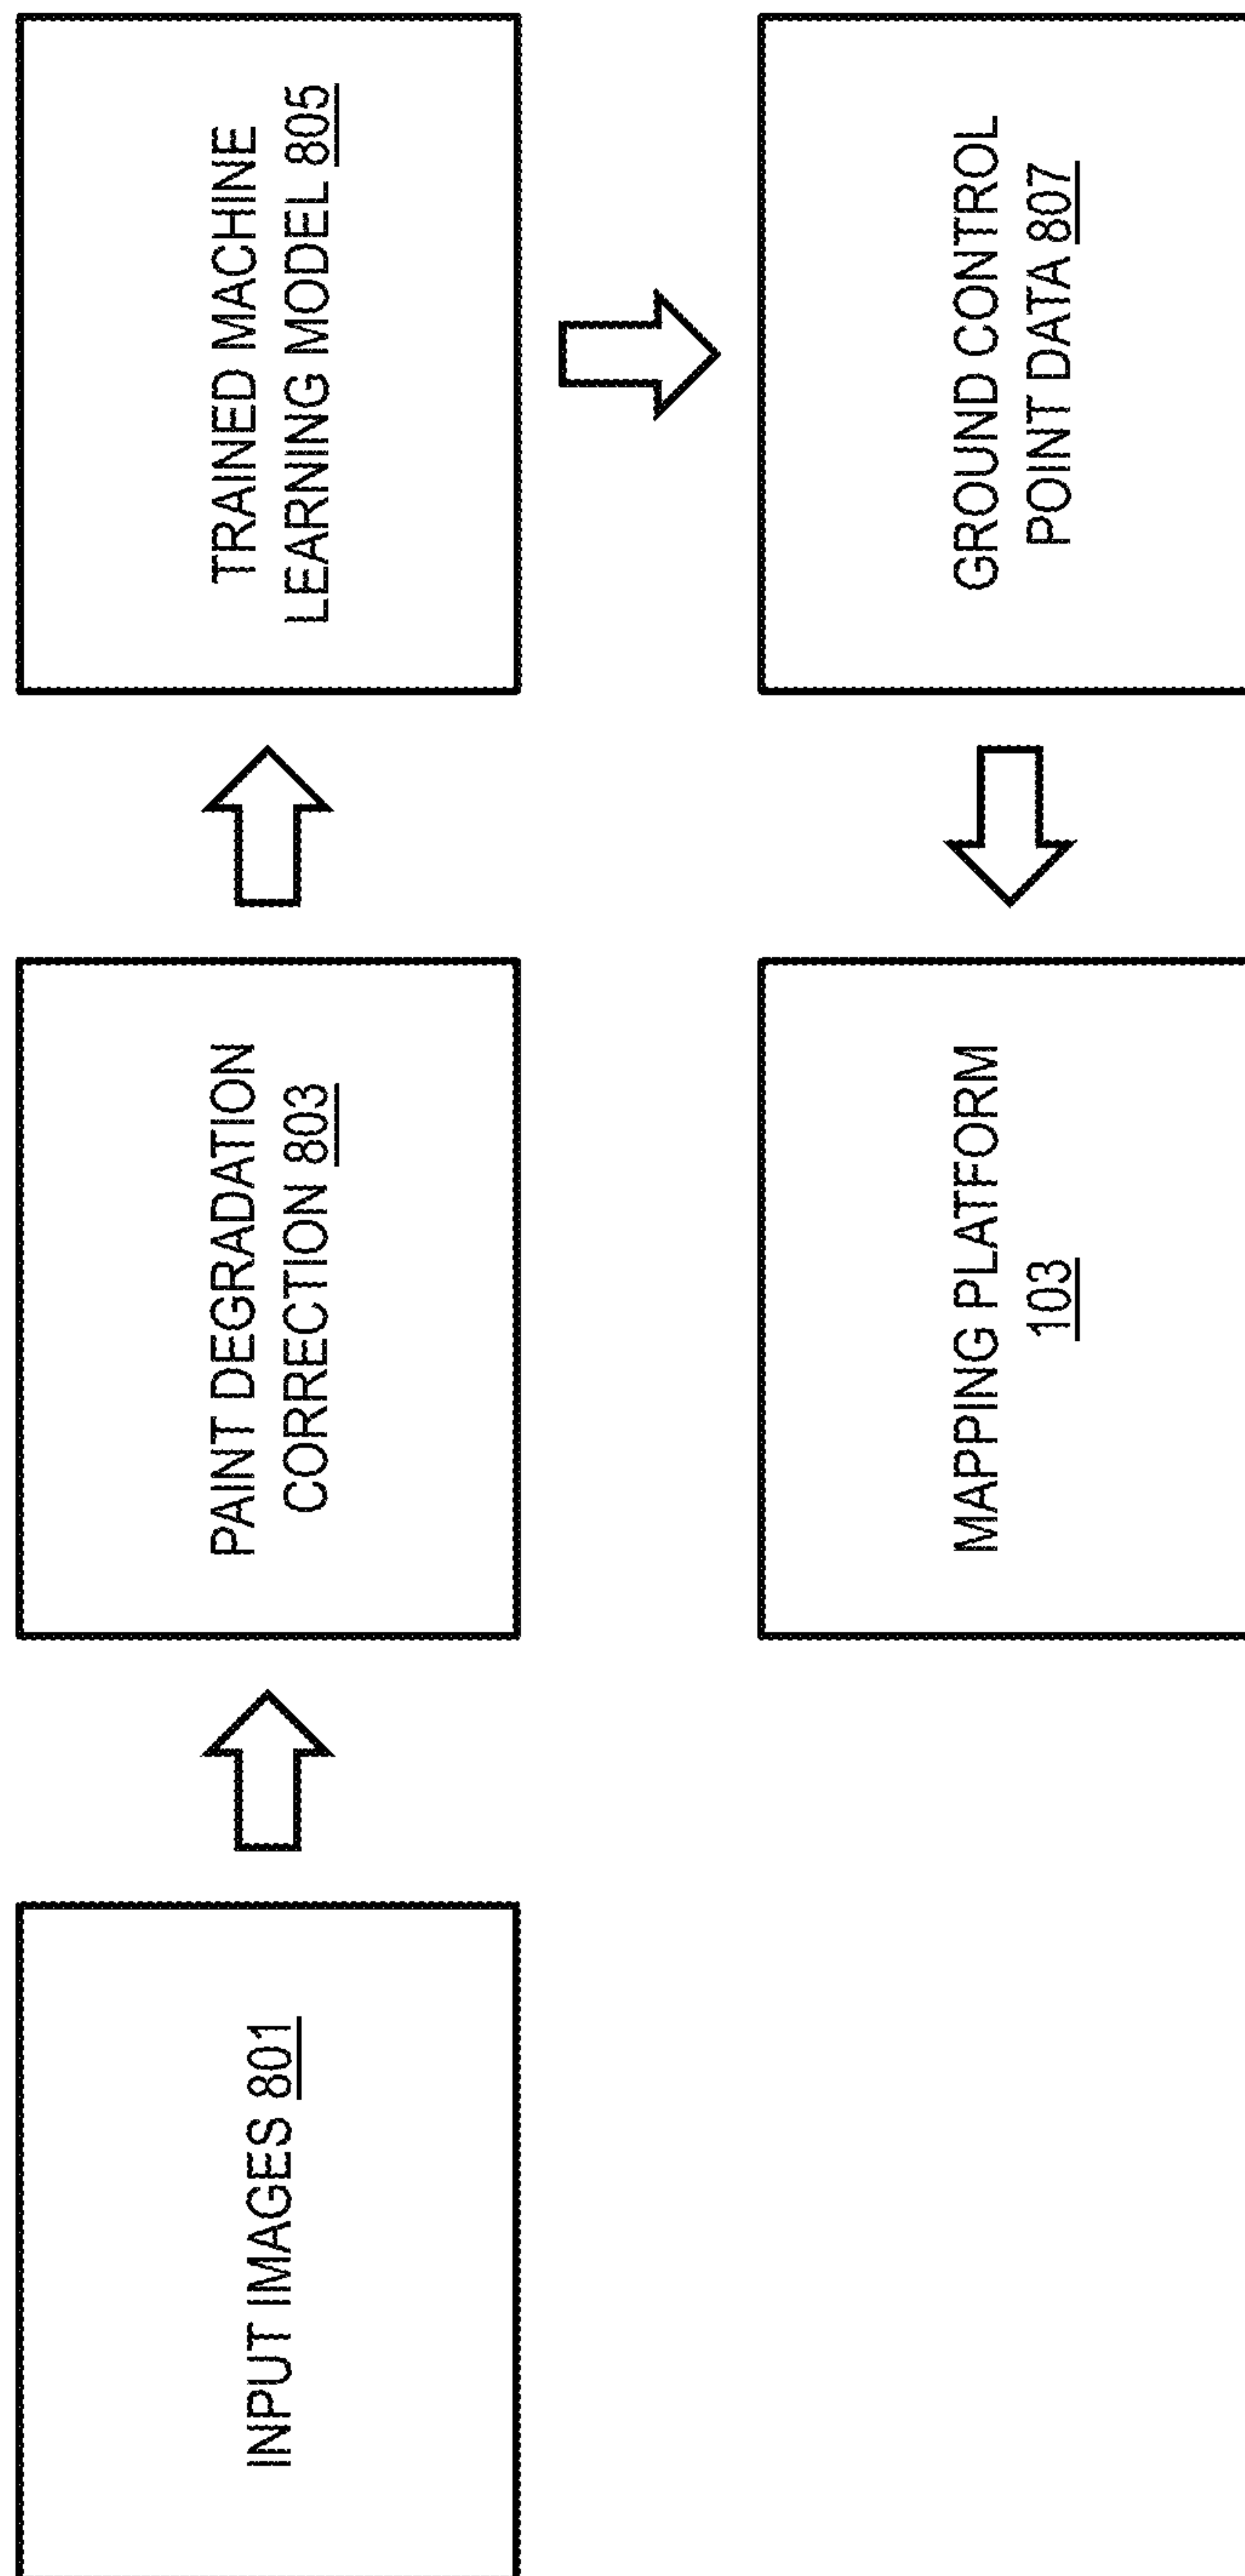 INPUT IMAGES 801
PAINT DEGRADATION
CORRECTION 803
TRAINED MACHINE
LEARNING MODEL 805
GROUND CONTROL
POINT DATA 807
MAPPING PLATFORM
103